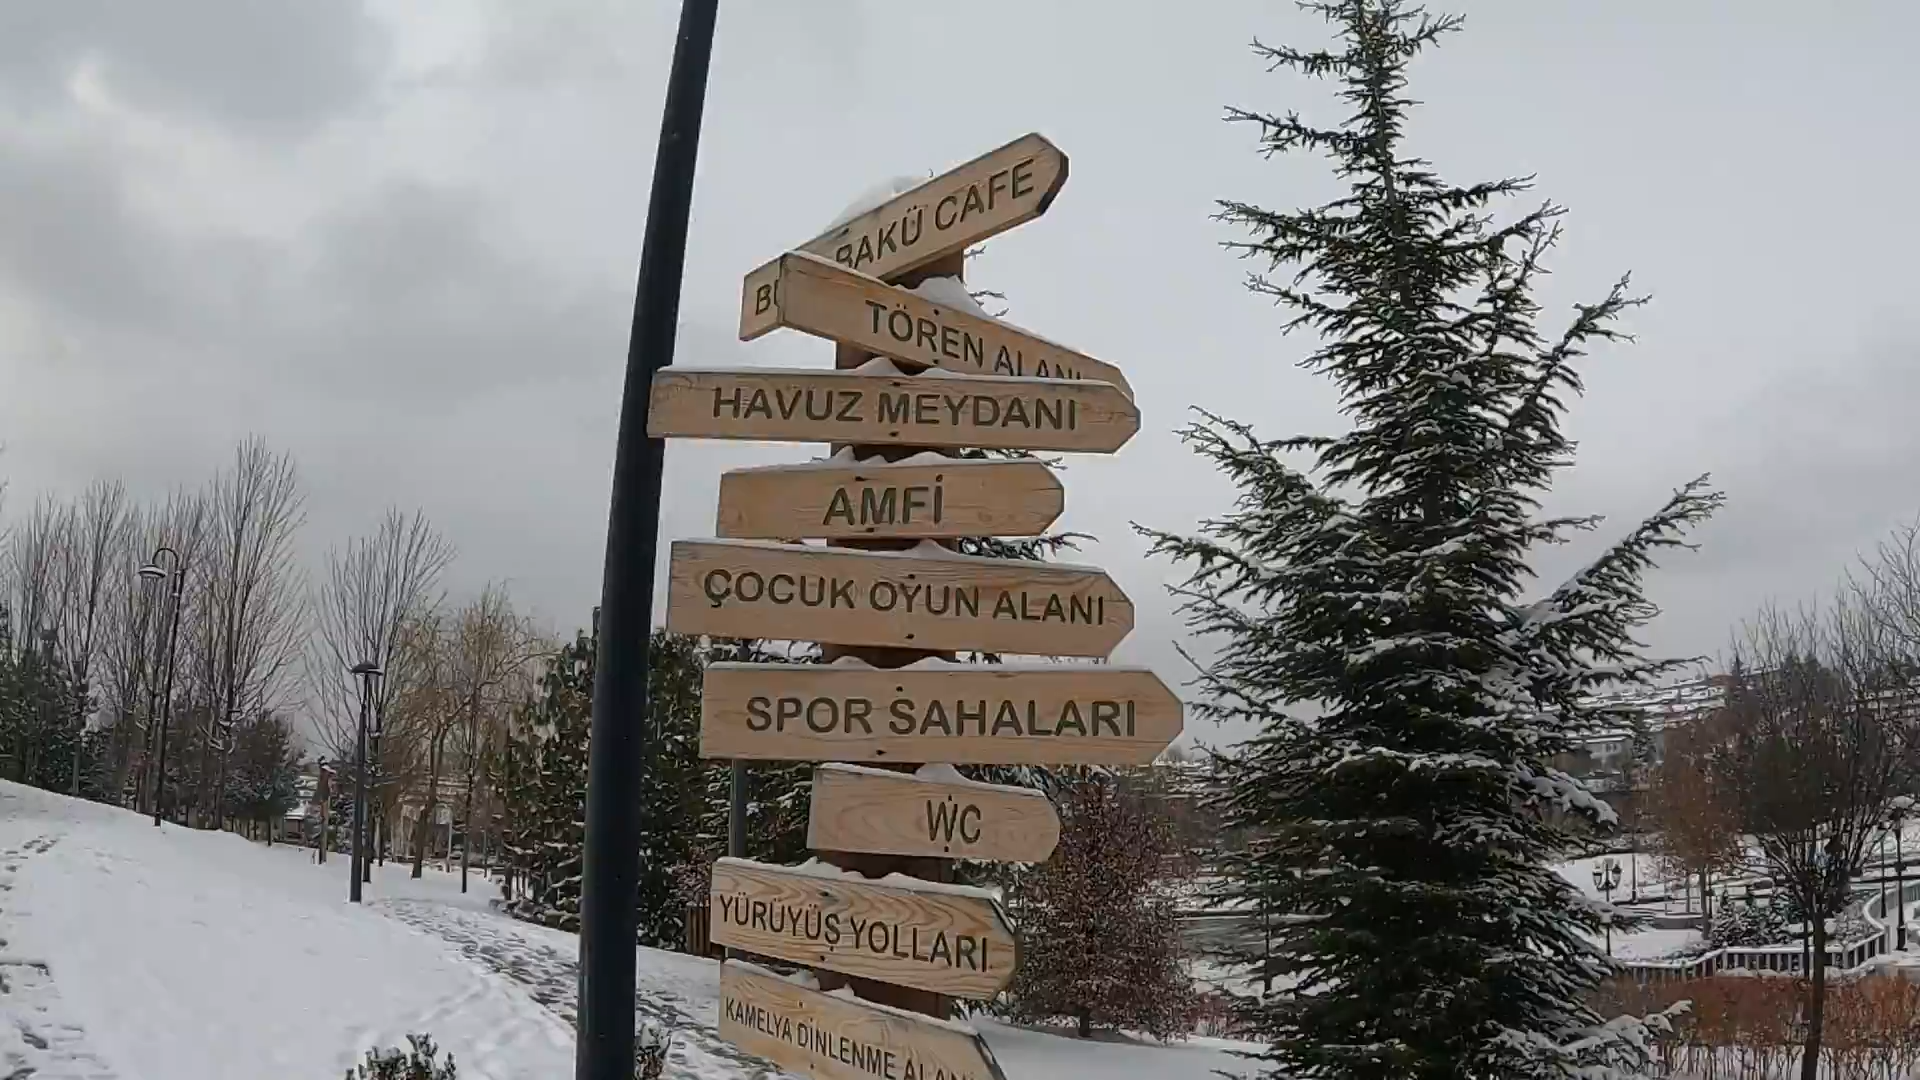 BAKÜ CAFE
TÖREN ALANI
HAVUZ MEYDANI
AMFİ
ÇOCUK OYUN ALANI
SPOR SAHALARI
WC
YÜRÜYÜŞ YOLLARI
KAMELYA DİNLENME